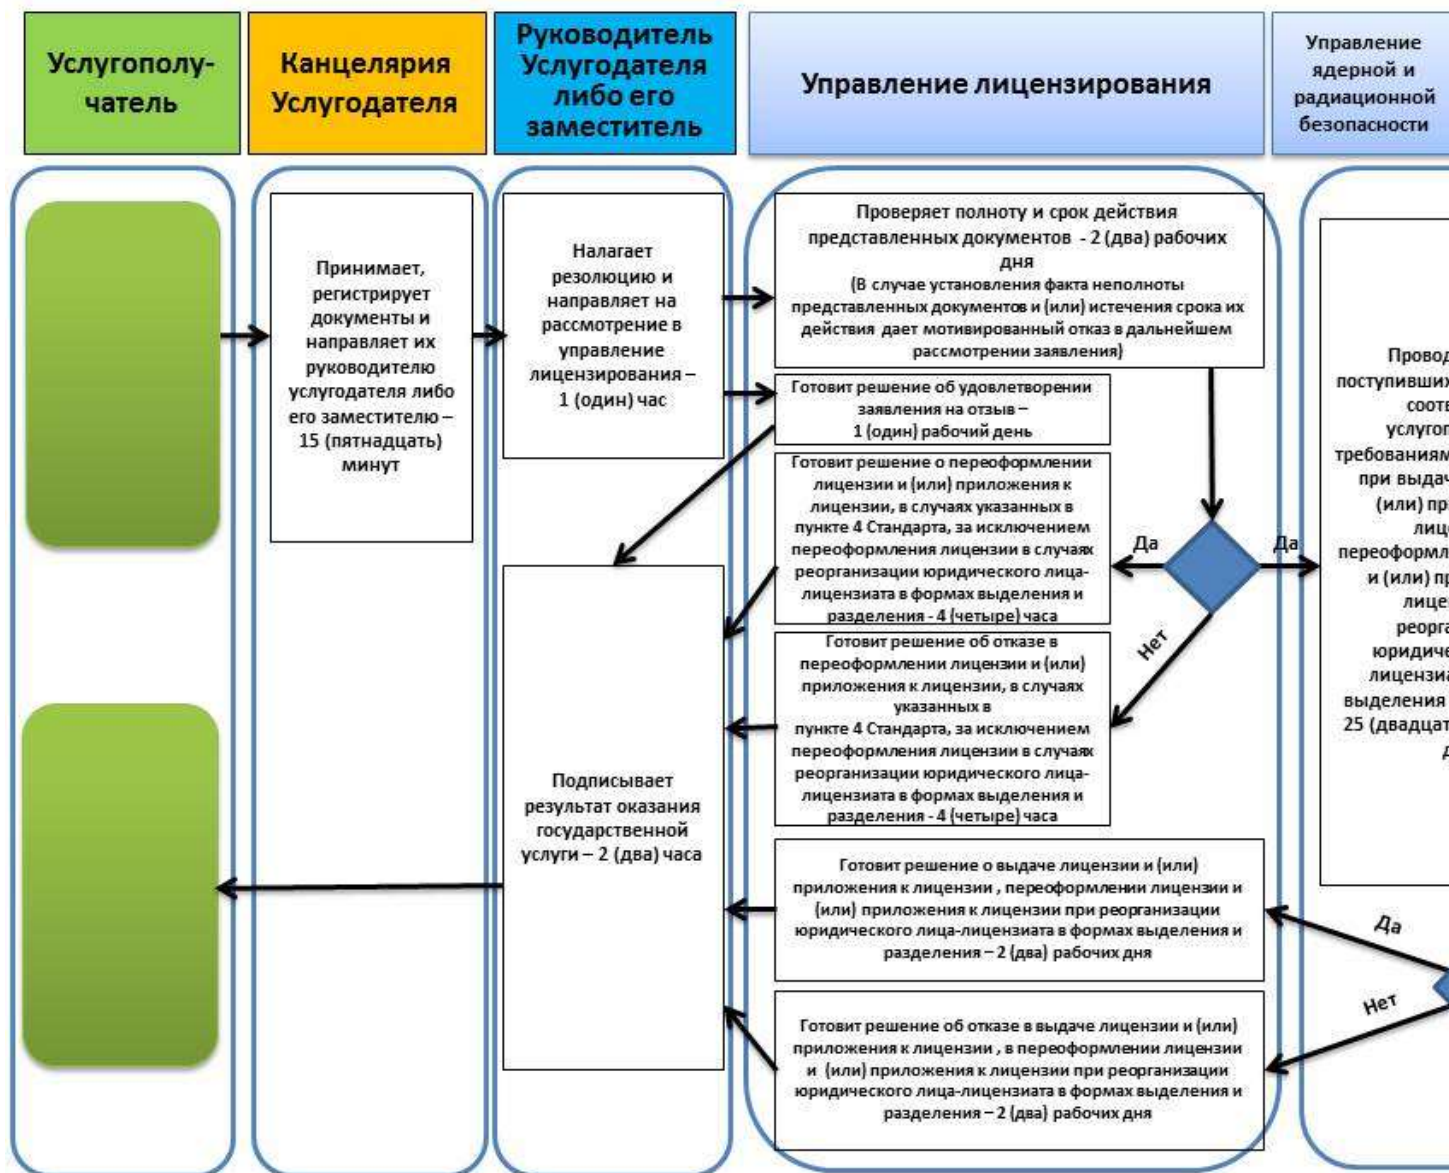 Услугополу-
чатель
Канцелярия
Услугодателя
Руководитель
Услугодателя
либо его
заместитель
Управление лицензирования
Управление
ядерной и
радиационной
безопасности
Принимает,
регистрирует
документы и
направляет их
руководителю
услугодателя либо
его заместителю –
15 (пятнадцать)
минут
Налагает
резолюцию и
направляет на
рассмотрение в
управление
лицензирования –
1 (один) час
Подписывает
результат оказания
государственной
услуги – 2 (два) часа
Проверяет полноту и срок действия
представленных документов - 2 (два) рабочих
дня
(В случае установления факта неполноты
представленных документов и (или) истечения срока их
действия дает мотивированный отказ в дальнейшем
рассмотрении заявления)
Готовит решение об удовлетворении
заявления на отзыв –
1 (один) рабочий день
Готовит решение о переоформлении
лицензии и (или) приложения к
лицензии, в случаях указанных в
пункте 4 Стандарта, за исключением
переоформления лицензии в случаях
реорганизации юридического лица-
лицензиата в формах выделения и
разделения - 4 (четыре) часа
Да
Да
Нет
Готовит решение об отказе в
переоформлении лицензии и (или)
приложения к лицензии, в случаях
указанных в
пункте 4 Стандарта, за исключением
переоформления лицензии в случаях
реорганизации юридического лица-
лицензиата в формах выделения и
разделения - 4 (четыре) часа
Готовит решение о выдаче лицензии и (или)
приложения к лицензии , переоформлении лицензии и
(или) приложения к лицензии при реорганизации
юридического лица-лицензиата в формах выделения и
разделения – 2 (два) рабочих дня
Готовит решение об отказе в выдаче лицензии и (или)
приложения к лицензии , в переоформлении лицензии
и (или) приложения к лицензии при реорганизации
юридического лица-лицензиата в формах выделения и
разделения – 2 (два) рабочих дня
поступивших
требованиям
при
(или)
и (или)
выделения
25
Да
Нет